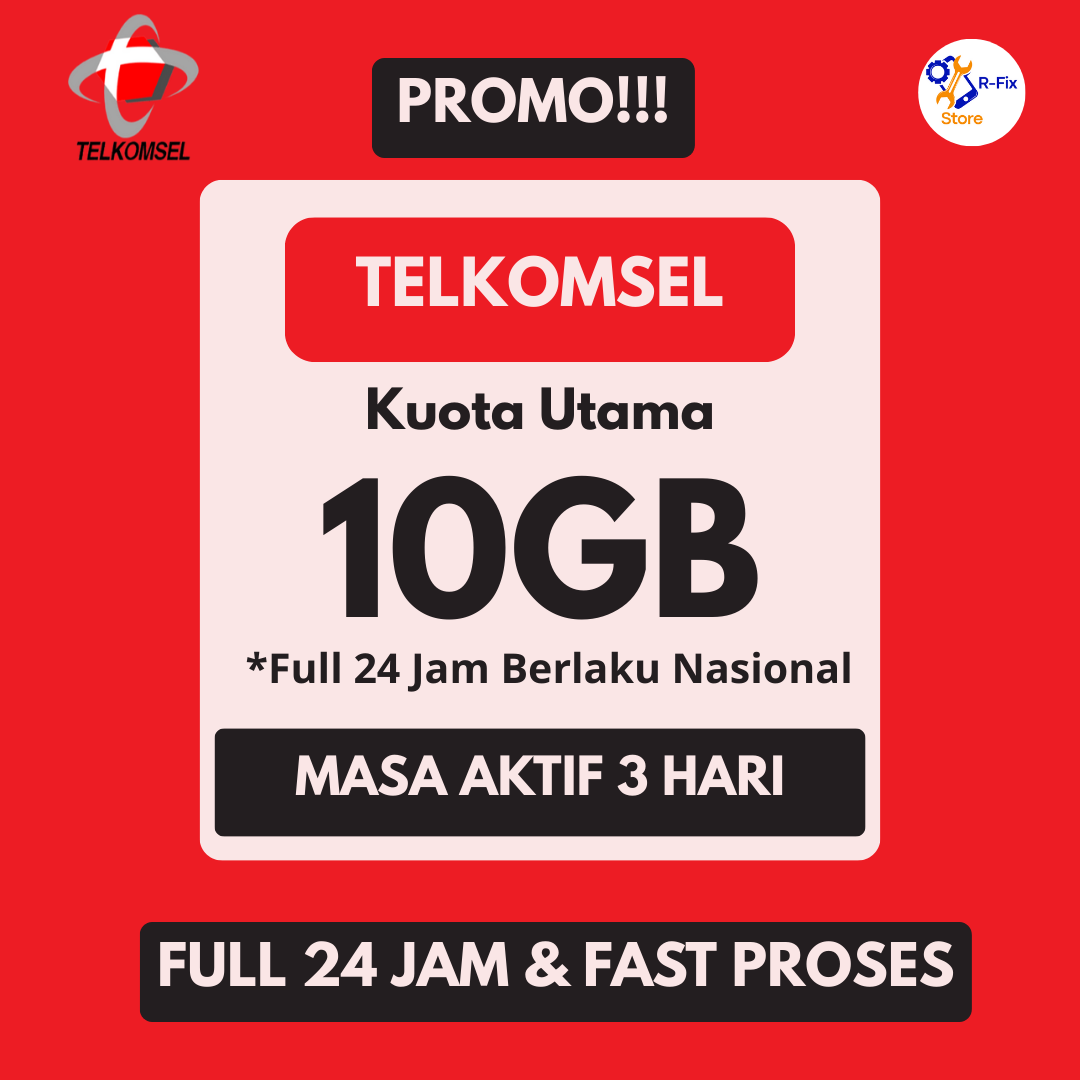 TELKOMSEL
PROMO!!!
R-Fix
Store
TELKOMSEL
Kuota Utama
10GB
*Full 24 Jam Berlaku Nasional
MASA AKTIF 3 HARI
FULL 24 JAM & FAST PROSES